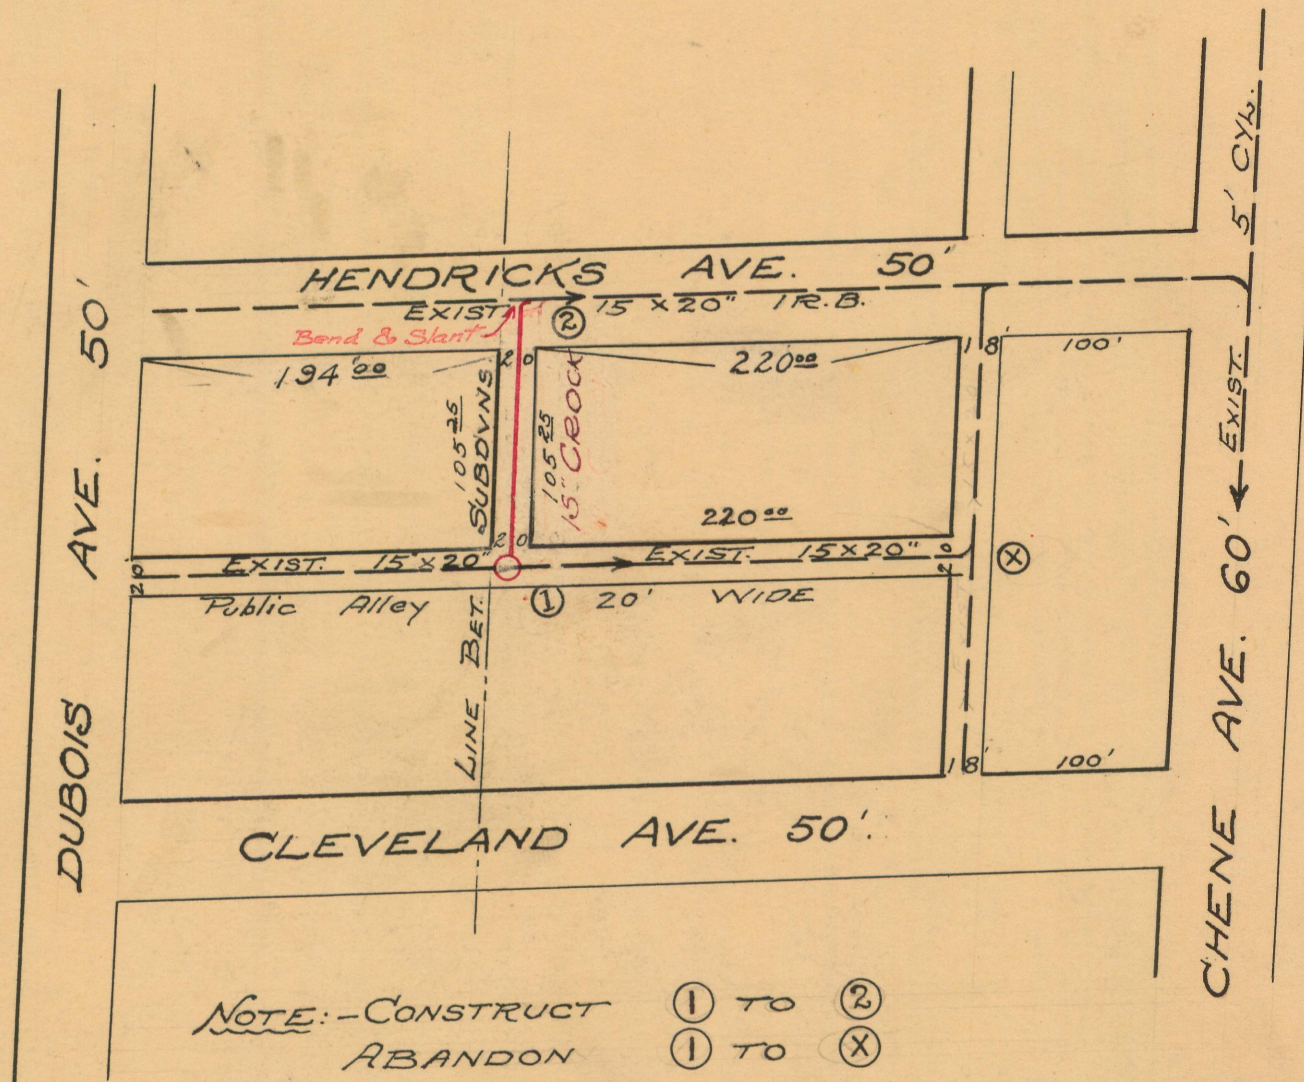 HENDRICKS AVE. 50'
EXIST. 15 X 20" 1 R.B.
Bend & Slant
2
194 00
20
220 00
18'
100'
105 25
SUBDVNS
105 25
15" CROCK
220 00
20
20
EXIST. 15 X 20"
EXIST. 15 X 20"
20
X
Public Alley
1
20' WIDE
LINE BET.
18'
100'
CLEVELAND AVE. 50'.
DUBOIS AVE. 50'
CHENE AVE. 60' ← EXIST. 5' CYL.
NOTE:- CONSTRUCT 1 TO 2
ABANDON 1 TO X